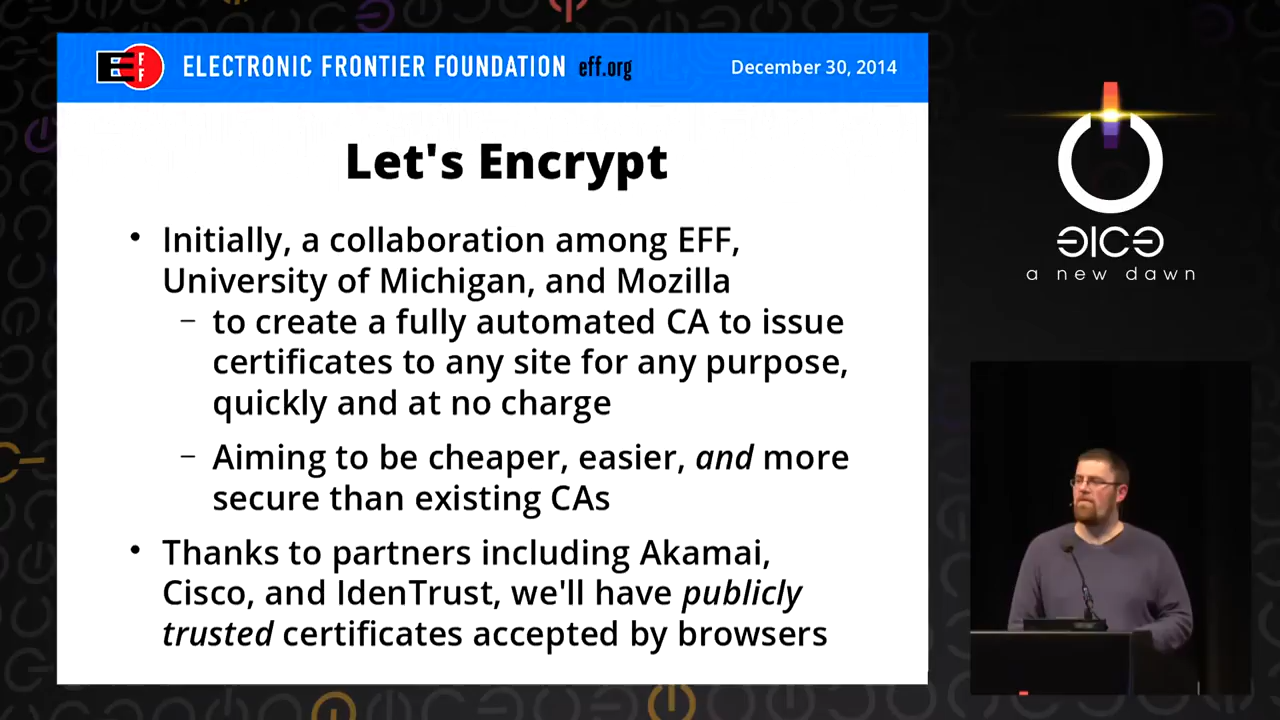 EFF
ELECTRONIC FRONTIER FOUNDATION eff.org
December 30, 2014
Let's Encrypt
• Initially, a collaboration among EFF,
University of Michigan, and Mozilla
– to create a fully automated CA to issue
certificates to any site for any purpose,
quickly and at no charge
– Aiming to be cheaper, easier, and more
secure than existing CAs
• Thanks to partners including Akamai,
Cisco, and IdenTrust, we'll have publicly
trusted certificates accepted by browsers
a new dawn